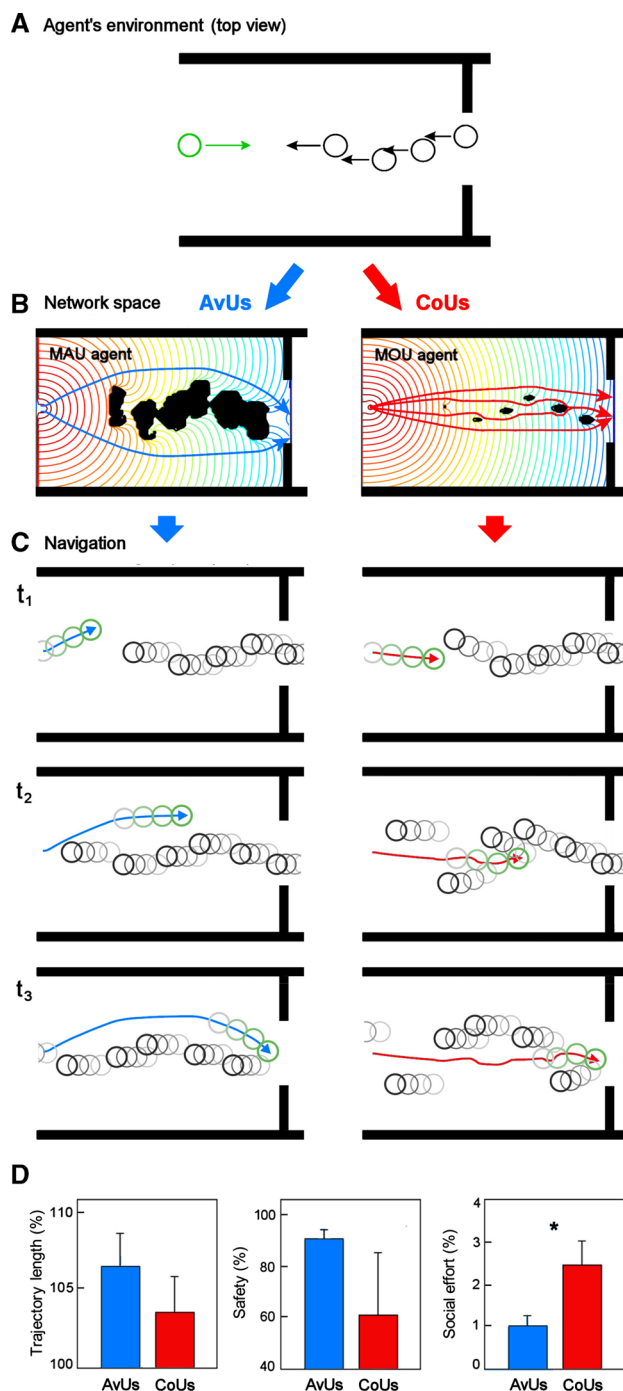 A Agent's environment (top view)
B Network space AvUs CoUs
MAU agent MOU agent
C Navigation
t1
t2
t3
D
110
105
100
Trajectory length (%)
AvUs CoUs
100
80
60
40
Safety (%)
AvUs CoUs
4
3
2
1
0
Social effort (%)
*
AvUs CoUs